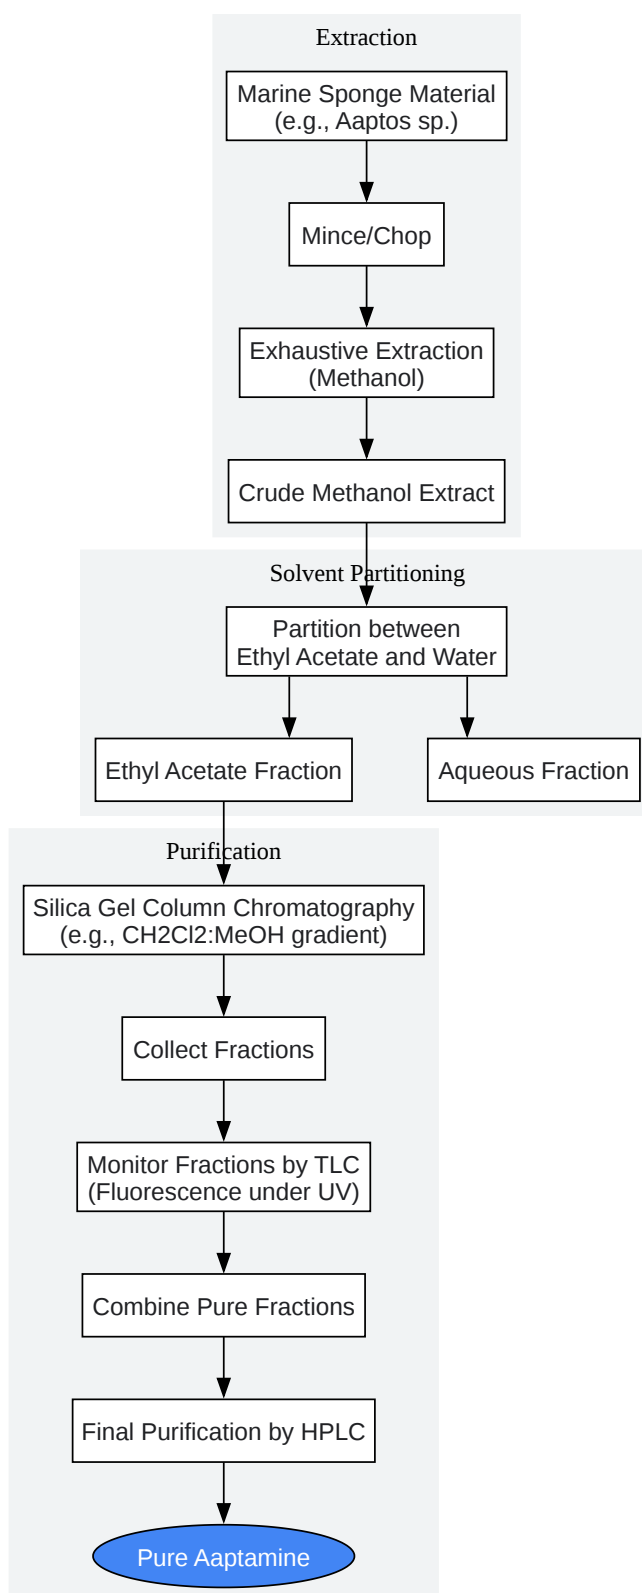 Extraction
Marine Sponge Material
(e.g., Aaptos sp.)
Mince/Chop
Exhaustive Extraction
(Methanol)
Crude Methanol Extract
Solvent Partitioning
Partition between
Ethyl Acetate and Water
Ethyl Acetate Fraction
Aqueous Fraction
Purification
Silica Gel Column Chromatography
(e.g., CH2Cl2:MeOH gradient)
Collect Fractions
Monitor Fractions by TLC
(Fluorescence under UV)
Combine Pure Fractions
Final Purification by HPLC
Pure Aaptamine